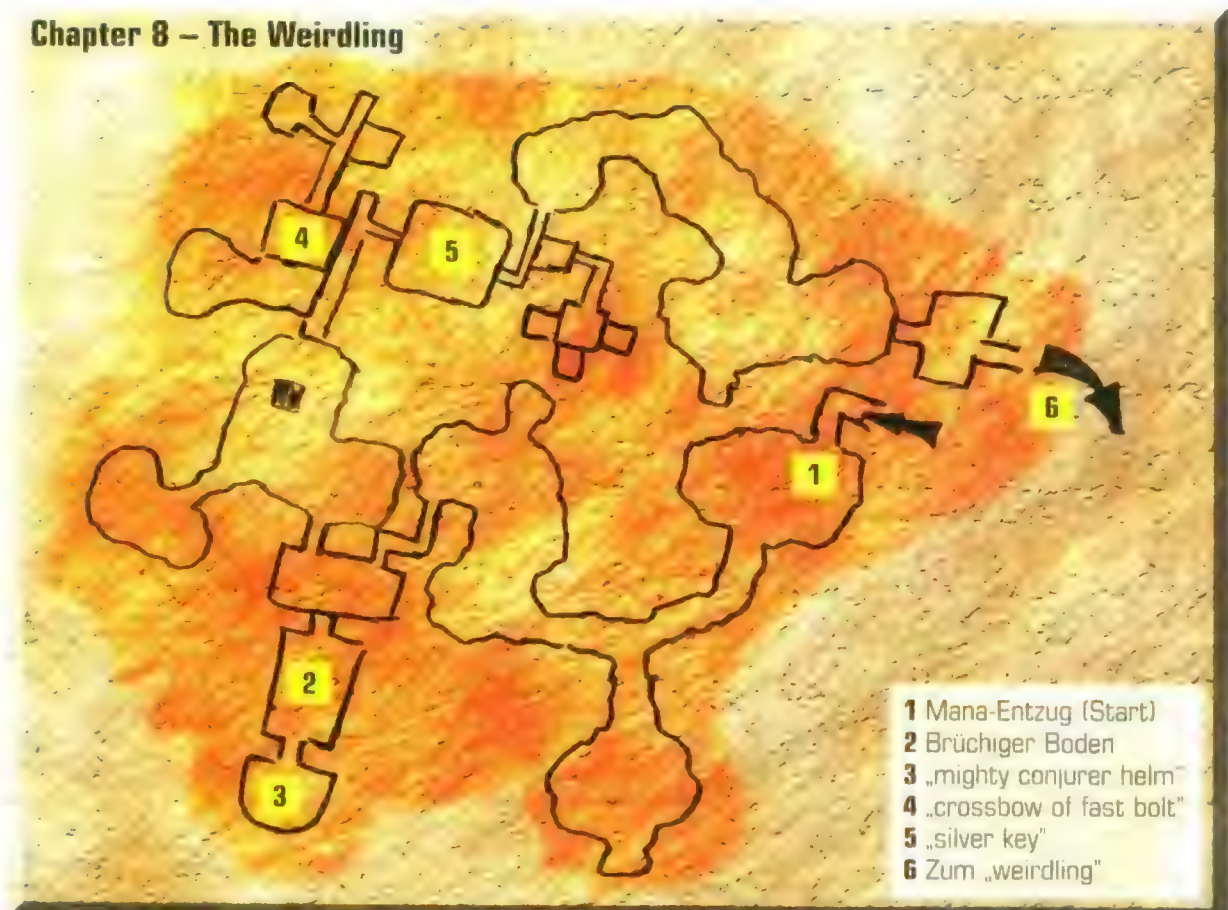 Chapter 8 – The Weirdling
4
5
6
1
2
3
1 Mana-Entzug (Start)
2 Brüchiger Boden
3 „mighty conjurer helm"
4 „crossbow of fast bolt"
5 „silver key"
6 Zum „weirdling"